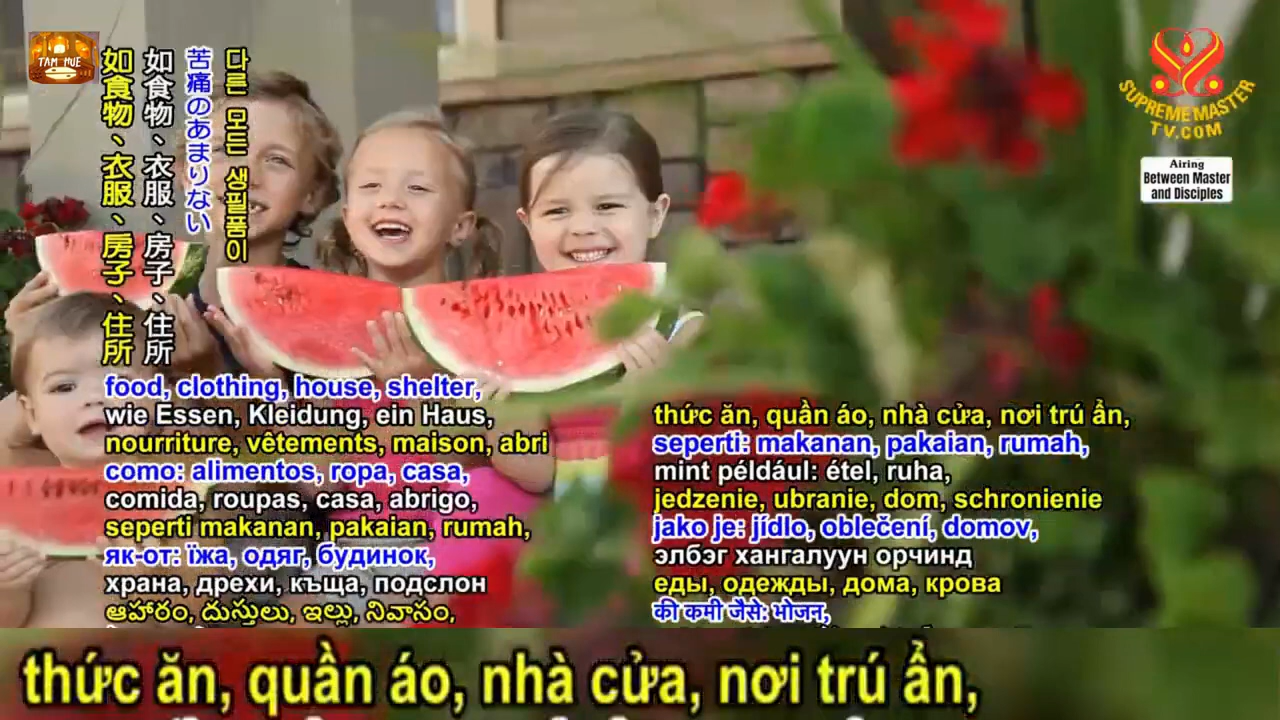 TAM HUE
如食物、衣服、房子、住所
如食物、衣服、房子、住所
苦痛のあまりない
다른 모든 생필품이
SUPREME MASTER
TV.COM
Airing
Between Master
and Disciples
food, clothing, house, shelter,
wie Essen, Kleidung, ein Haus,
nourriture, vêtements, maison, abri
como: alimentos, ropa, casa,
comida, roupas, casa, abrigo,
seperti makanan, pakaian, rumah,
як-от: їжа, одяг, будинок,
храна, дрехи, къща, подслон
ఆహారం, దుస్తులు, ఇల్లు, నివాసం,
thức ăn, quần áo, nhà cửa, nơi trú ẩn,
seperti: makanan, pakaian, rumah,
mint például: étel, ruha,
jedzenie, ubranie, dom, schronienie
jako je: jídlo, oblečení, domov,
элбэг хангалуун орчинд
еды, одежды, дома, крова
की कमी जैसे: भोजन,
thức ăn, quần áo, nhà cửa, nơi trú ẩn,